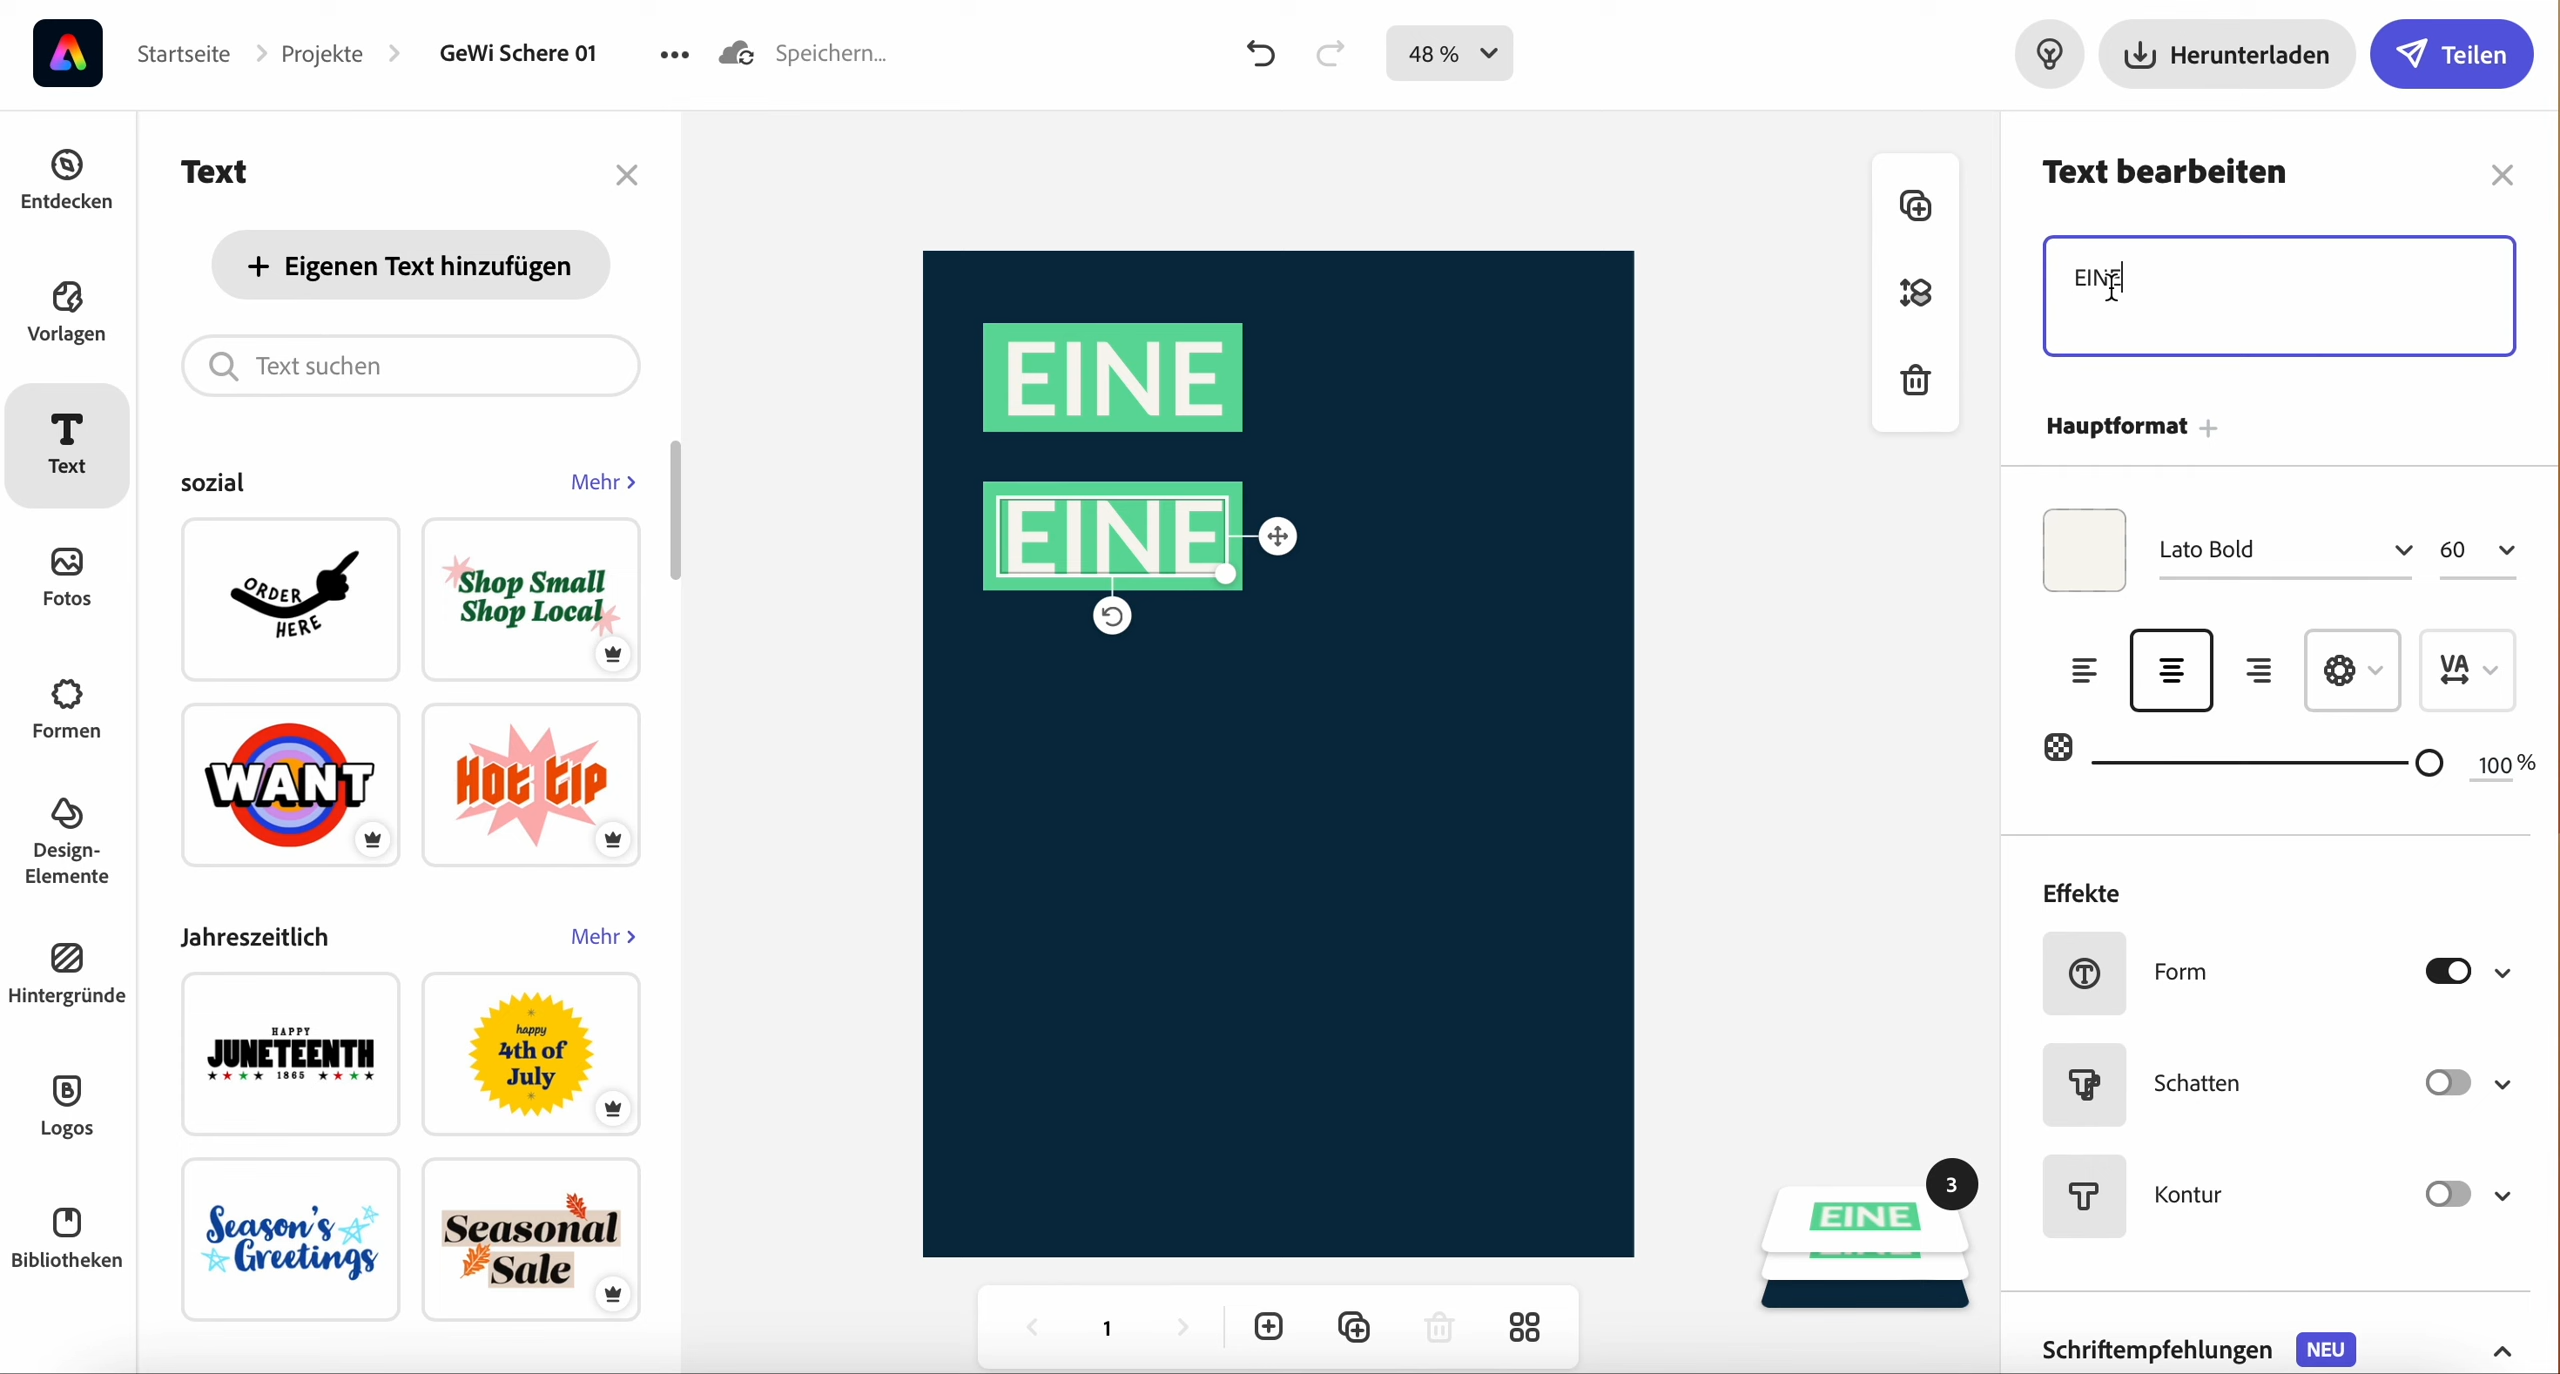 Startseite
Projekte
GeWi Schere 01
Speichern...
48 %
Herunterladen
Teilen
Entdecken
Vorlagen
Text
Fotos
Formen
Design-
Elemente
Hintergründe
Logos
Bibliotheken
Text
+ Eigenen Text hinzufügen
Text suchen
sozial
Mehr
ORDER
HERE
Shop Small
Shop Local
WANT
Hot tip
Jahreszeitlich
Mehr
HAPPY
JUNETEENTH
1865
happy
4th of
July
Season's
Greetings
Seasonal
Sale
EINE
EINE
EINE
3
1
Text bearbeiten
EINE
Hauptformat +
Lato Bold
60
VA
100 %
Effekte
Form
Schatten
Kontur
Schriftempfehlungen
NEU